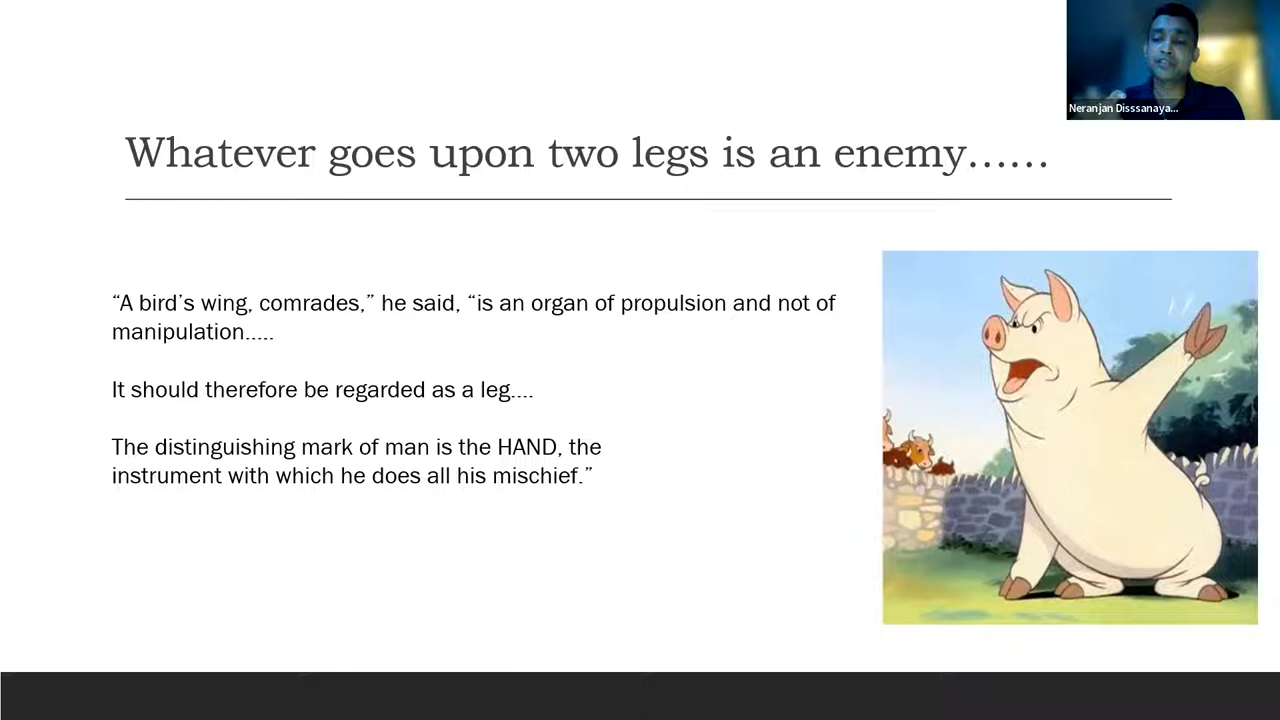 Neranjan Disssanaya...
Whatever goes upon two legs is an enemy......
“A bird’s wing, comrades,” he said, “is an organ of propulsion and not of
manipulation.....
It should therefore be regarded as a leg....
The distinguishing mark of man is the HAND, the
instrument with which he does all his mischief.”